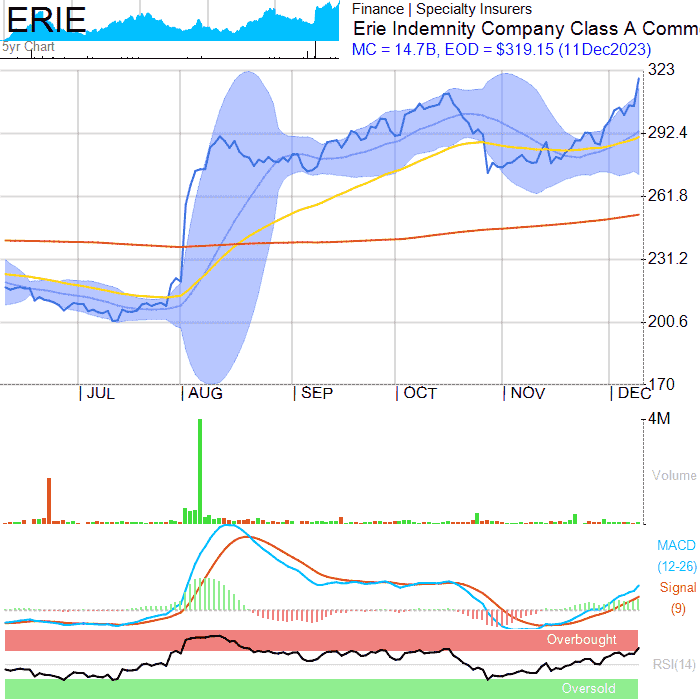 ERIE
5yr Chart
Finance | Specialty Insurers
Erie Indemnity Company Class A Comm
MC = 14.7B, EOD = $319.15 (11Dec2023)
323
292.4
261.8
231.2
200.6
170
| JUL | AUG | SEP | OCT | NOV | DEC
4M
Volume
MACD
(12-26)
Signal
(9)
Overbought
RSI(14)
Oversold